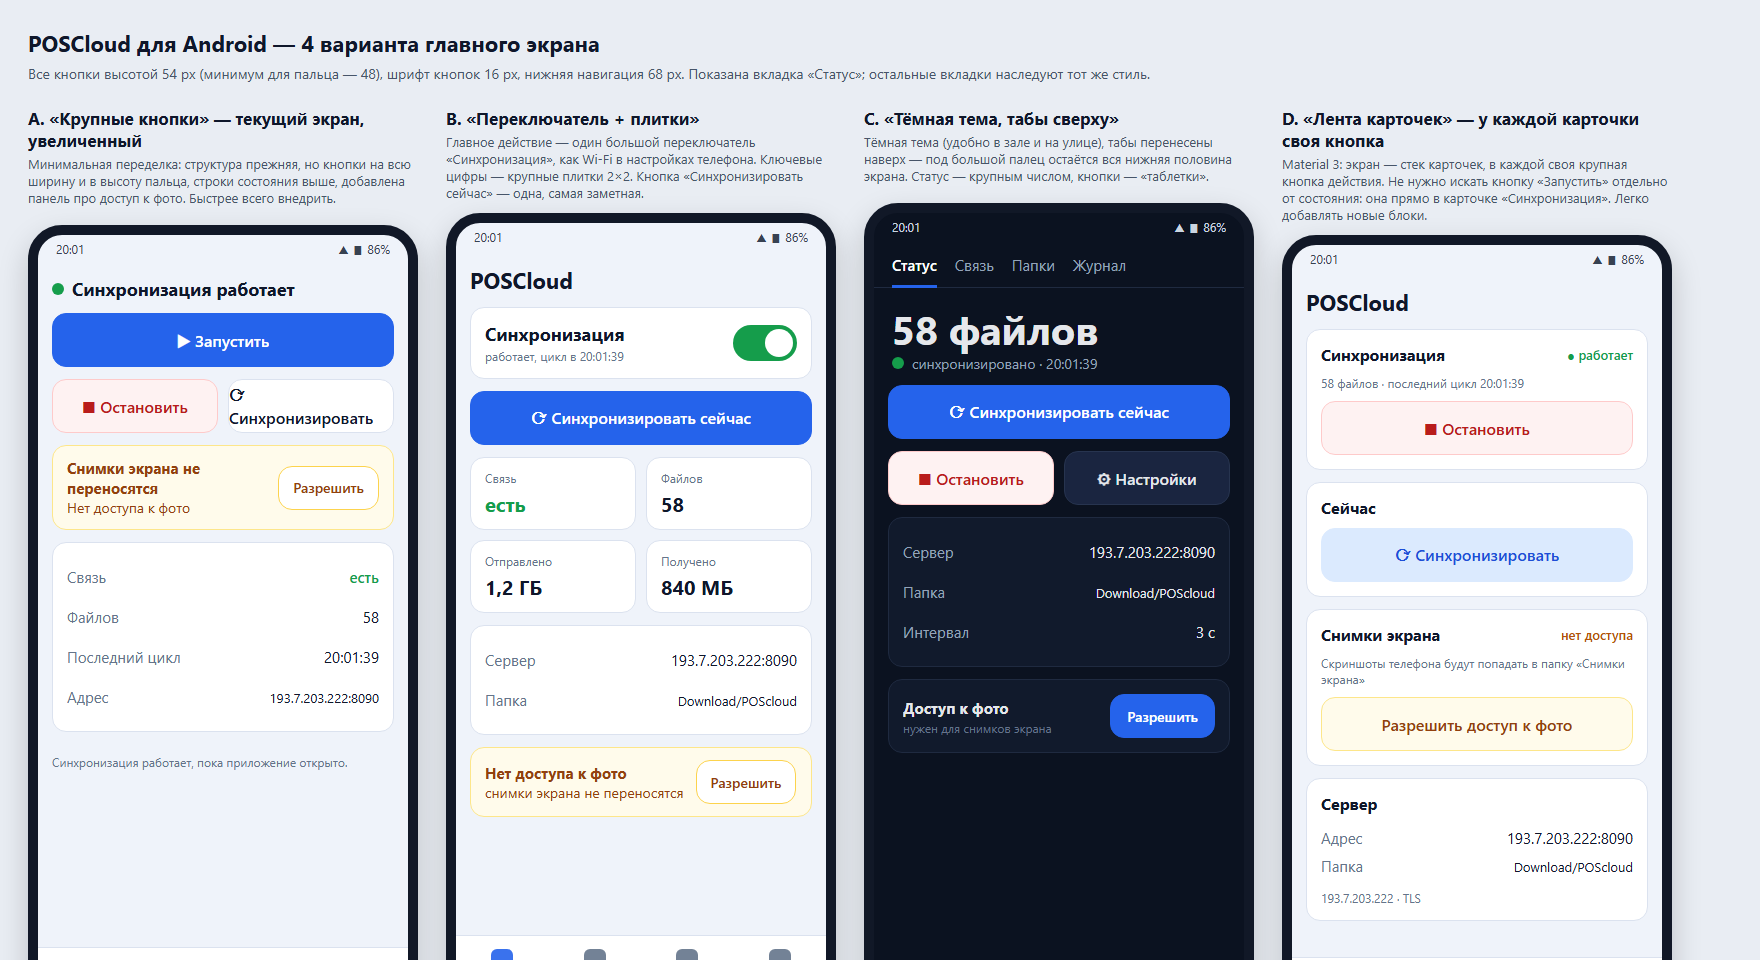 POSCloud для Android — 4 варианта главного экрана
Все кнопки высотой 54 px (минимум для пальца — 48), шрифт кнопок 16 px, нижняя навигация 68 px. Показана вкладка «Статус»; остальные вкладки наследуют тот же стиль.
A. «Крупные кнопки» — текущий экран,
увеличенный
Минимальная переделка: структура прежняя, но кнопки на всю
ширину и в высоту пальца, строки состояния выше, добавлена
панель про доступ к фото. Быстрее всего внедрить.
20:01
86%
Синхронизация работает
▶ Запустить
■ Остановить
⟳
Синхронизировать
Снимки экрана не
переносятся
Нет доступа к фото
Разрешить
Связь
есть
Файлов
58
Последний цикл
20:01:39
Адрес
193.7.203.222:8090
Синхронизация работает, пока приложение открыто.
B. «Переключатель + плитки»
Главное действие — один большой переключатель
«Синхронизация», как Wi-Fi в настройках телефона. Ключевые
цифры — крупные плитки 2×2. Кнопка «Синхронизировать
сейчас» — одна, самая заметная.
20:01
86%
POSCloud
Синхронизация
работает, цикл в 20:01:39
⟳ Синхронизировать сейчас
Связь
есть
Файлов
58
Отправлено
1,2 ГБ
Получено
840 МБ
Сервер
193.7.203.222:8090
Папка
Download/POScloud
Нет доступа к фото
снимки экрана не переносятся
Разрешить
C. «Тёмная тема, табы сверху»
Тёмная тема (удобно в зале и на улице), табы перенесены
наверх — под большой палец остаётся вся нижняя половина
экрана. Статус — крупным числом, кнопки — «таблетки».
20:01
86%
Статус Связь Папки Журнал
58 файлов
синхронизировано · 20:01:39
⟳ Синхронизировать сейчас
■ Остановить
⚙ Настройки
Сервер
193.7.203.222:8090
Папка
Download/POScloud
Интервал
3 с
Доступ к фото
нужен для снимков экрана
Разрешить
D. «Лента карточек» — у каждой карточки
своя кнопка
Material 3: экран — стек карточек, в каждой своя крупная
кнопка действия. Не нужно искать кнопку «Запустить» отдельно
от состояния: она прямо в карточке «Синхронизация». Легко
добавлять новые блоки.
20:01
86%
POSCloud
Синхронизация
● работает
58 файлов · последний цикл 20:01:39
■ Остановить
Сейчас
⟳ Синхронизировать
Снимки экрана
нет доступа
Скриншоты телефона будут попадать в папку «Снимки
экрана»
Разрешить доступ к фото
Сервер
Адрес
193.7.203.222:8090
Папка
Download/POScloud
193.7.203.222 · TLS